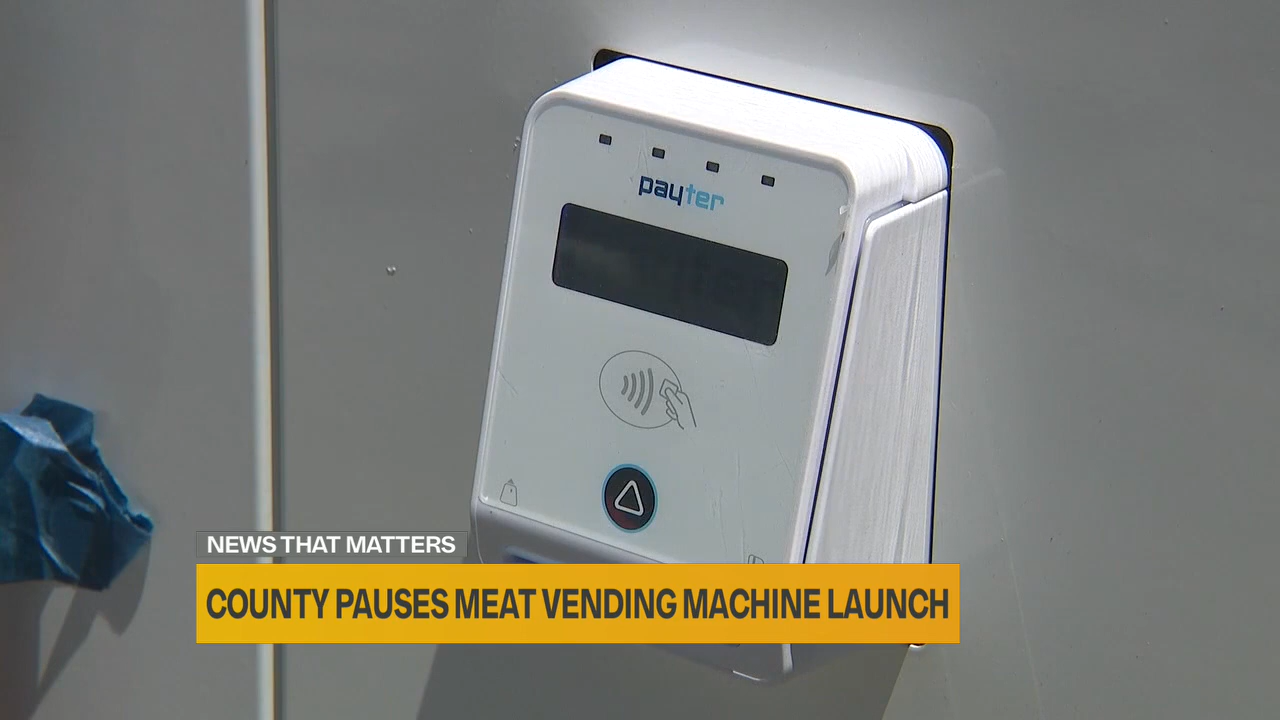 payter
NEWS THAT MATTERS
COUNTY PAUSES MEAT VENDING MACHINE LAUNCH